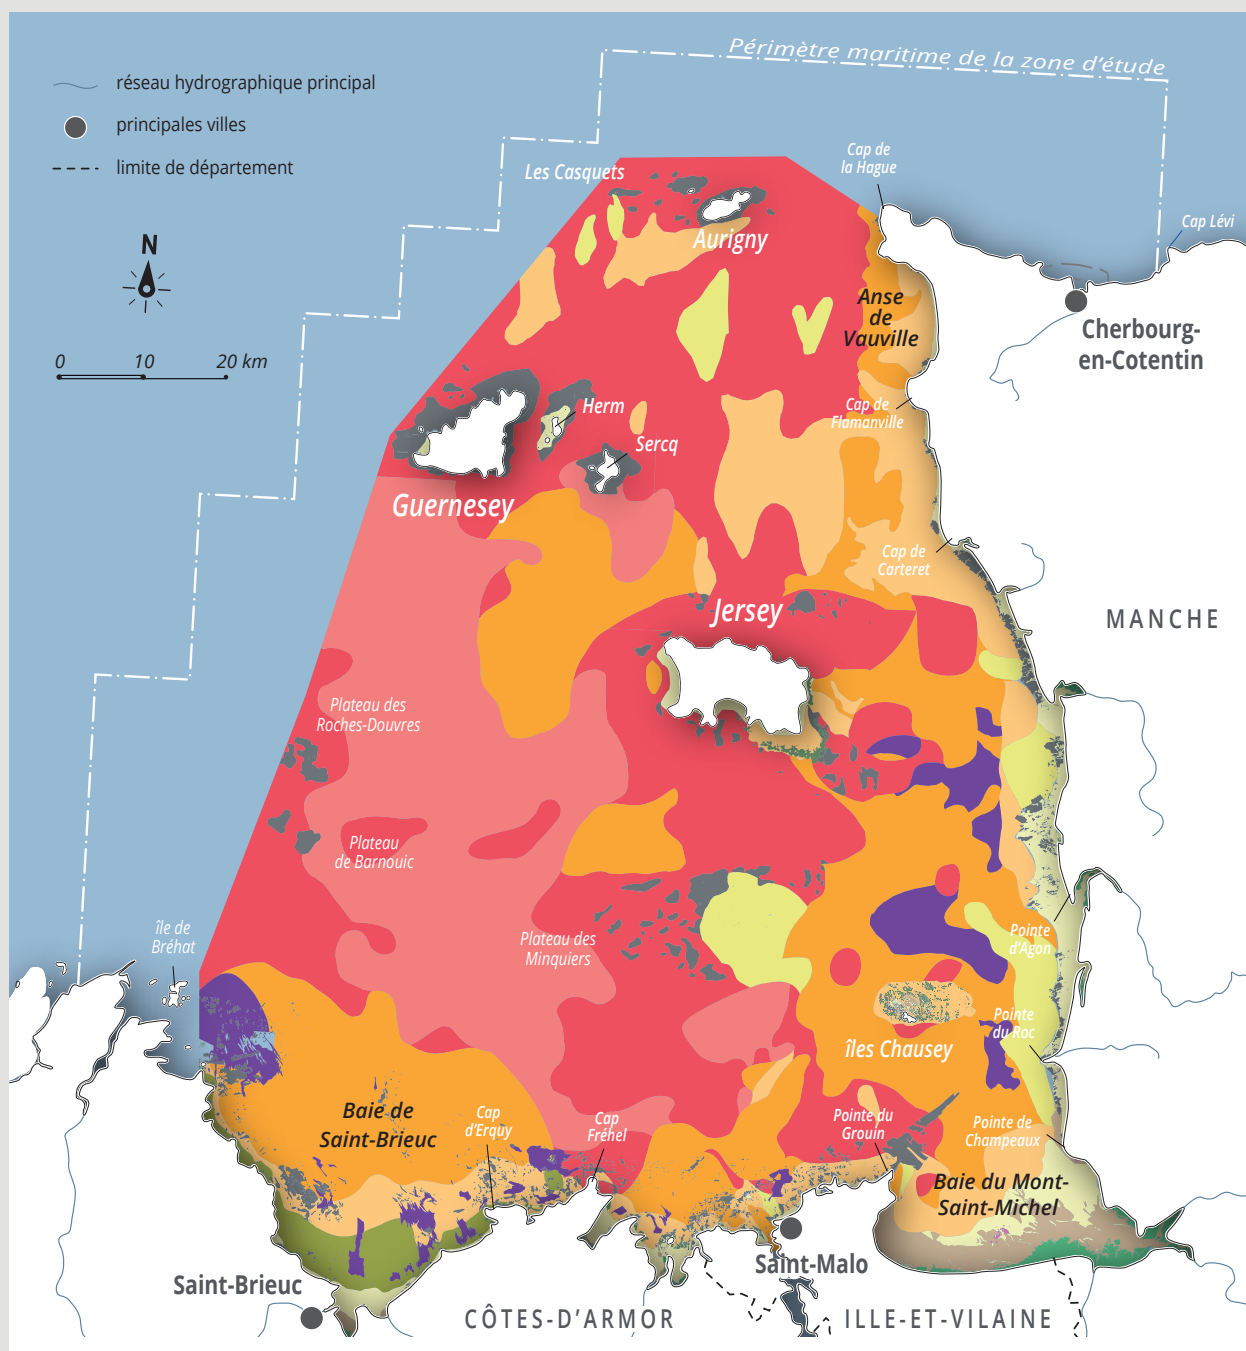 Périmètre maritime de la zone d'étude
réseau hydrographique principal
principales villes
limite de département
N
0 10 20 km
Cap de
la Hague
Les Casquets
Cap Lévi
Aurigny
Anse
de
Vauville
Cherbourg-
en-Cotentin
Herm
Cap de
Flamanville
Sercq
Guernesey
Cap de
Carteret
Jersey
MANCHE
Plateau des
Roches-Douvres
Plateau
de Barnouic
île de
Bréhat
Plateau des
Minquiers
Pointe
d'Agon
Pointe
du Roc
îles Chausey
Baie de
Saint-Brieuc
Cap
d'Erquy
Cap
Fréhel
Pointe du
Grouin
Pointe de
Champeaux
Baie du Mont-
Saint-Michel
Saint-Malo
Saint-Brieuc
CÔTES-D'ARMOR
ILLE-ET-VILAINE